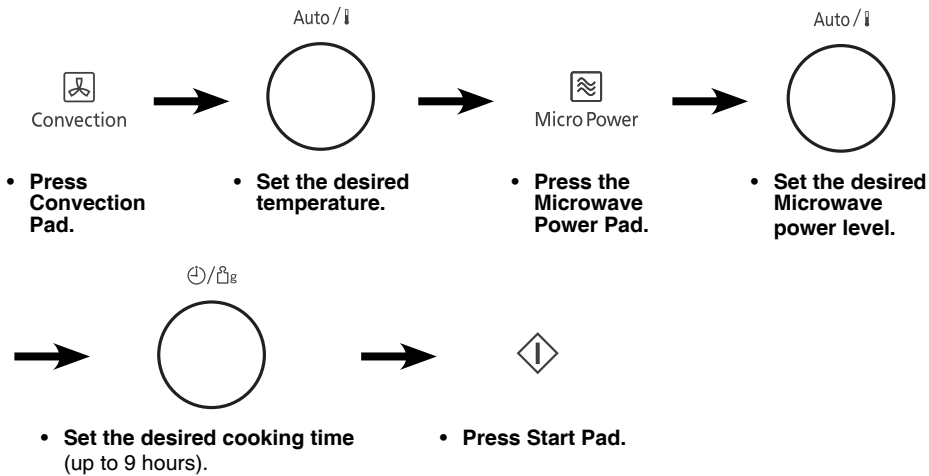 Auto /
Auto /
Convection
Micro Power
• Press
Convection
Pad.
• Set the desired
temperature.
• Press the
Microwave
Power Pad.
• Set the desired
Microwave
power level.
/ g
• Set the desired cooking time
(up to 9 hours).
• Press Start Pad.